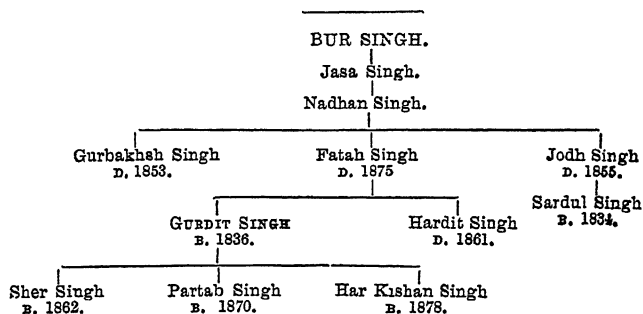 BUR SINGH.
Jasa Singh.
Nadhan Singh.
Gurbakhsh Singh Fatah Singh Jodh Singh
D. 1853. D. 1875 D. 1855.
Sardul Singh
B. 1834.
GURDIT SINGH Hardit Singh
B. 1836. D. 1861.
Sher Singh Partab Singh Har Kishan Singh
B. 1862. B. 1870. B. 1878.